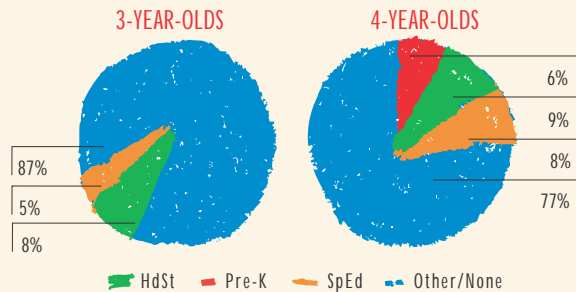 3-YEAR-OLDS
87%
5%
8%
4-YEAR-OLDS
6%
9%
8%
77%
HdSt Pre-K SpEd Other/None